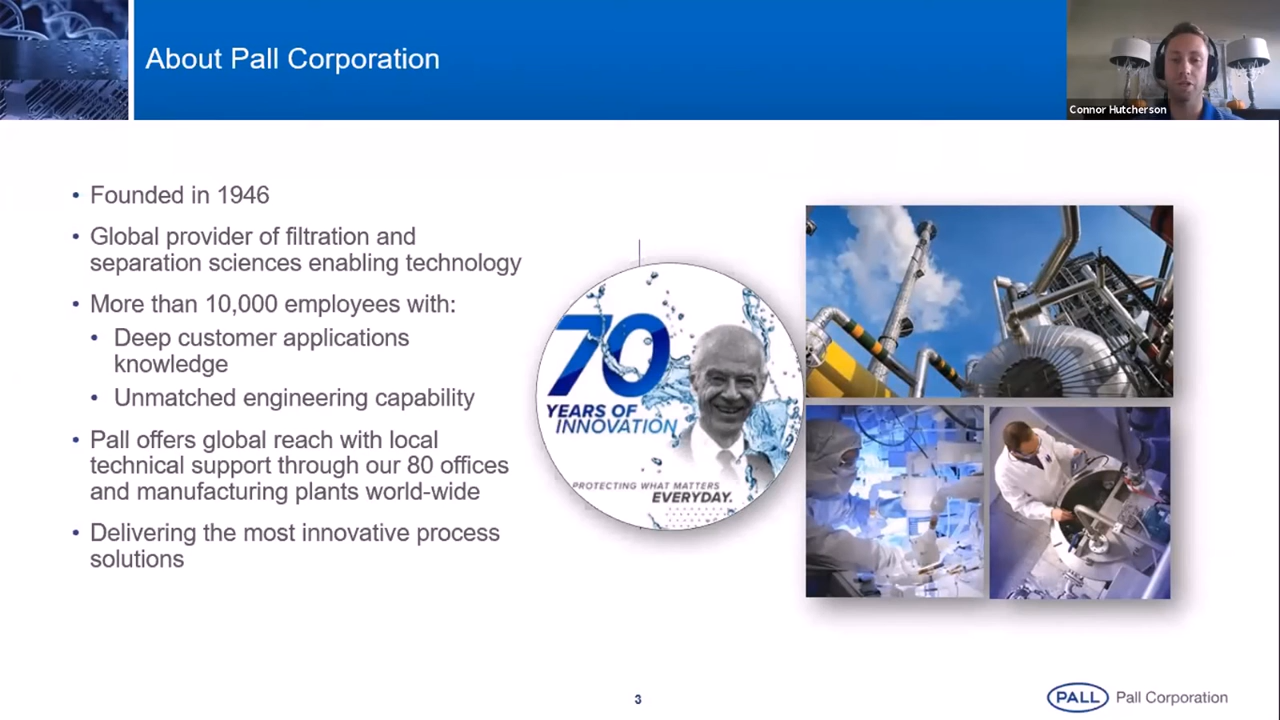 About Pall Corporation
Connor Hutcherson
• Founded in 1946
• Global provider of filtration and
separation sciences enabling technology
• More than 10,000 employees with:
• Deep customer applications
knowledge
• Unmatched engineering capability
• Pall offers global reach with local
technical support through our 80 offices
and manufacturing plants world-wide
• Delivering the most innovative process
solutions
70
YEARS OF
INNOVATION
PROTECTING WHAT MATTERS
EVERYDAY.
3
PALL Pall Corporation